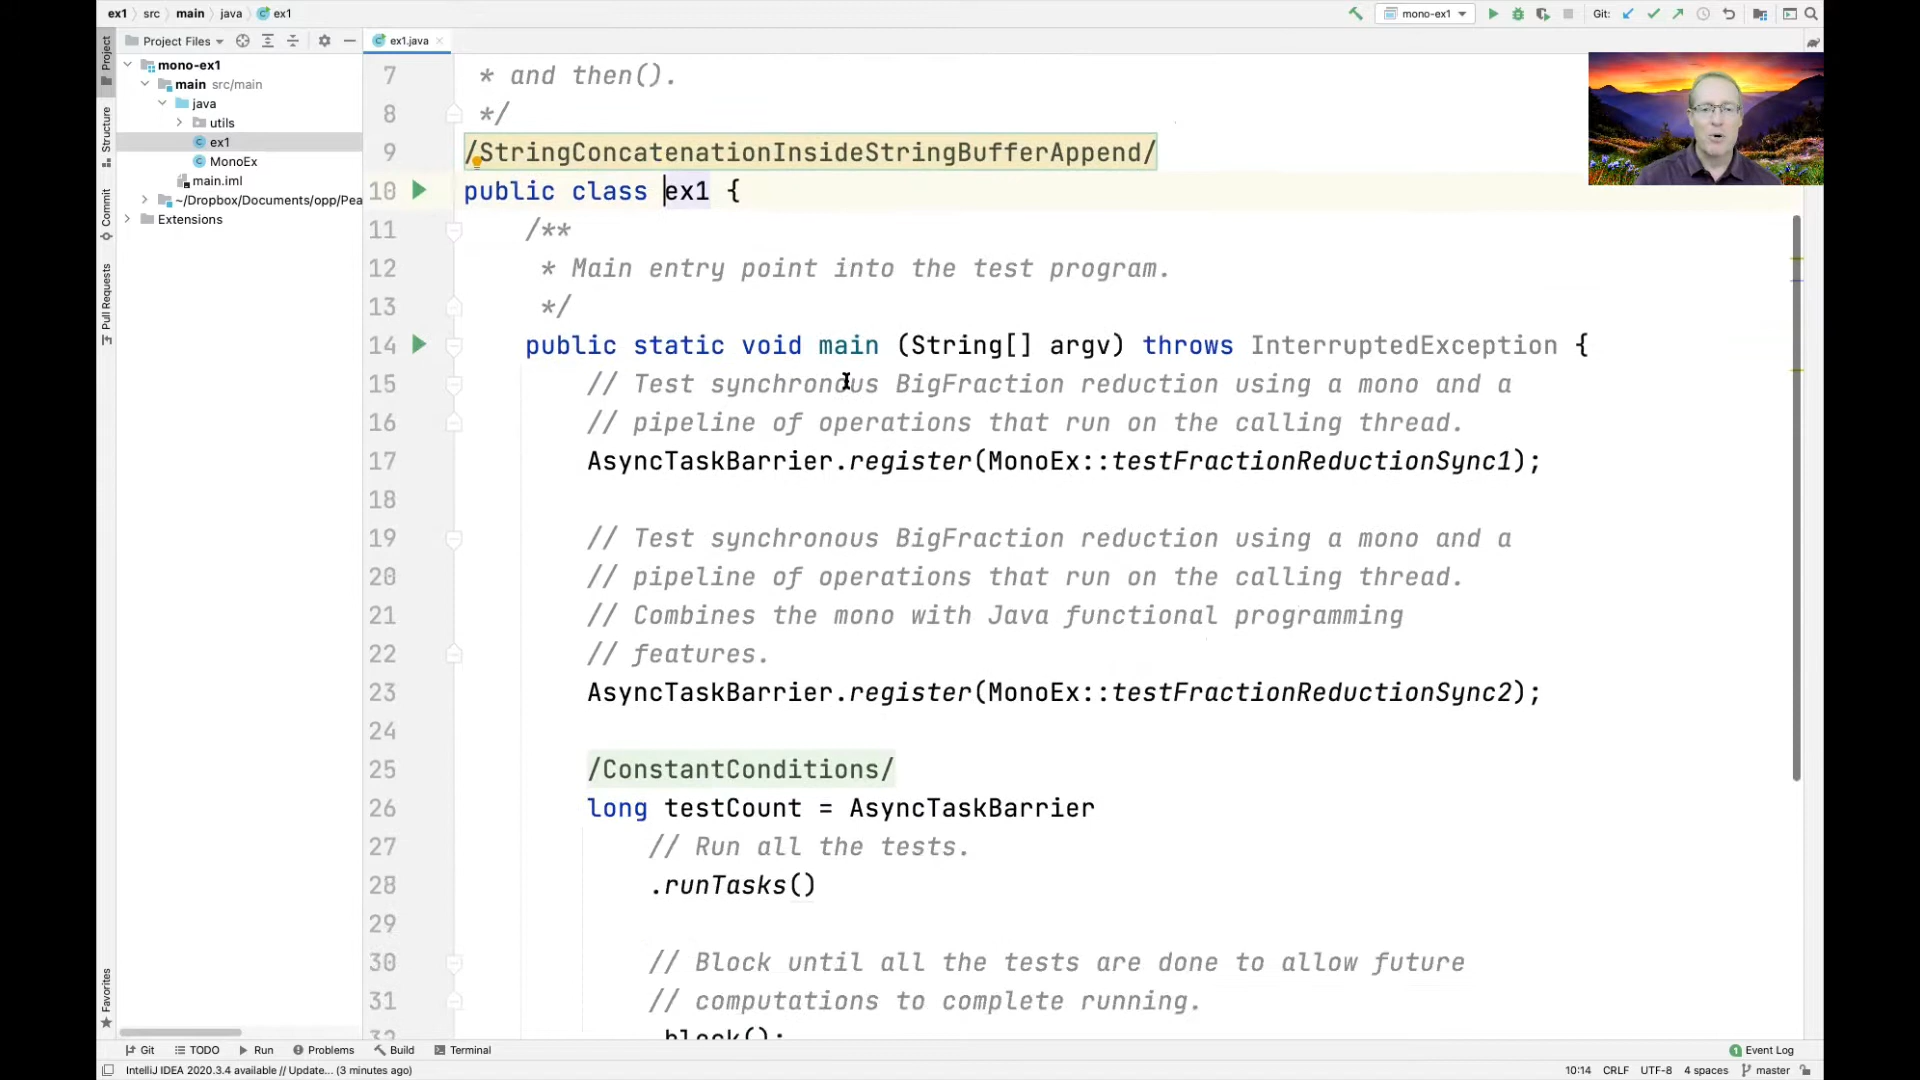 ex1 src main java ex1
mono-ex1
Git:
Project Files
ex1.java
Project
Structure
Commit
Pull Requests
Favorites
mono-ex1
main src/main
java
utils
ex1
MonoEx
main.iml
~/Dropbox/Documents/opp/Pea
Extensions
7 * and then().
8 */
9 /StringConcatenationInsideStringBufferAppend/
10 public class ex1 {
11 /**
12 * Main entry point into the test program.
13 */
14 public static void main (String[] argv) throws InterruptedException {
15 // Test synchronous BigFraction reduction using a mono and a
16 // pipeline of operations that run on the calling thread.
17 AsyncTaskBarrier.register(MonoEx::testFractionReductionSync1);
18
19 // Test synchronous BigFraction reduction using a mono and a
20 // pipeline of operations that run on the calling thread.
21 // Combines the mono with Java functional programming
22 // features.
23 AsyncTaskBarrier.register(MonoEx::testFractionReductionSync2);
24
25 /ConstantConditions/
26 long testCount = AsyncTaskBarrier
27 // Run all the tests.
28 .runTasks()
29
30 // Block until all the tests are done to allow future
31 // computations to complete running.
32 .block();
Git TODO Run Problems Build Terminal
1 Event Log
IntelliJ IDEA 2020.3.4 available // Update... (3 minutes ago)
10:14 CRLF UTF-8 4 spaces master